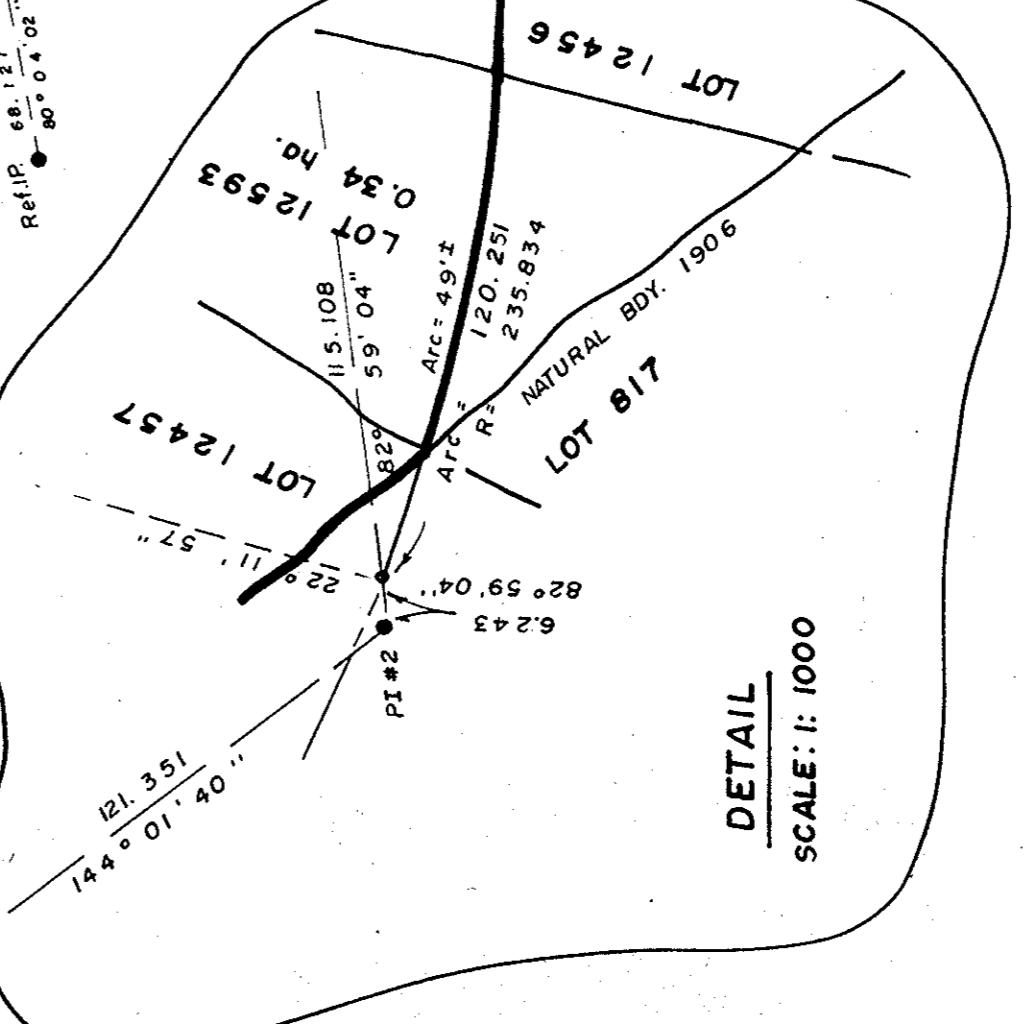 Ref.IP.
68.127
80° 04' 02"
LOT 12456
LOT 12593
0.34 ha.
115.108
82° 59' 04"
Arc = 49'±
Arc = 120.251
R = 235.834
NATURAL BDY. 1906
LOT 817
LOT 12457
22° 11' 57"
82° 59' 04"
6.243
PI #2
121.351
144° 01' 40"
DETAIL
SCALE: 1: 1000